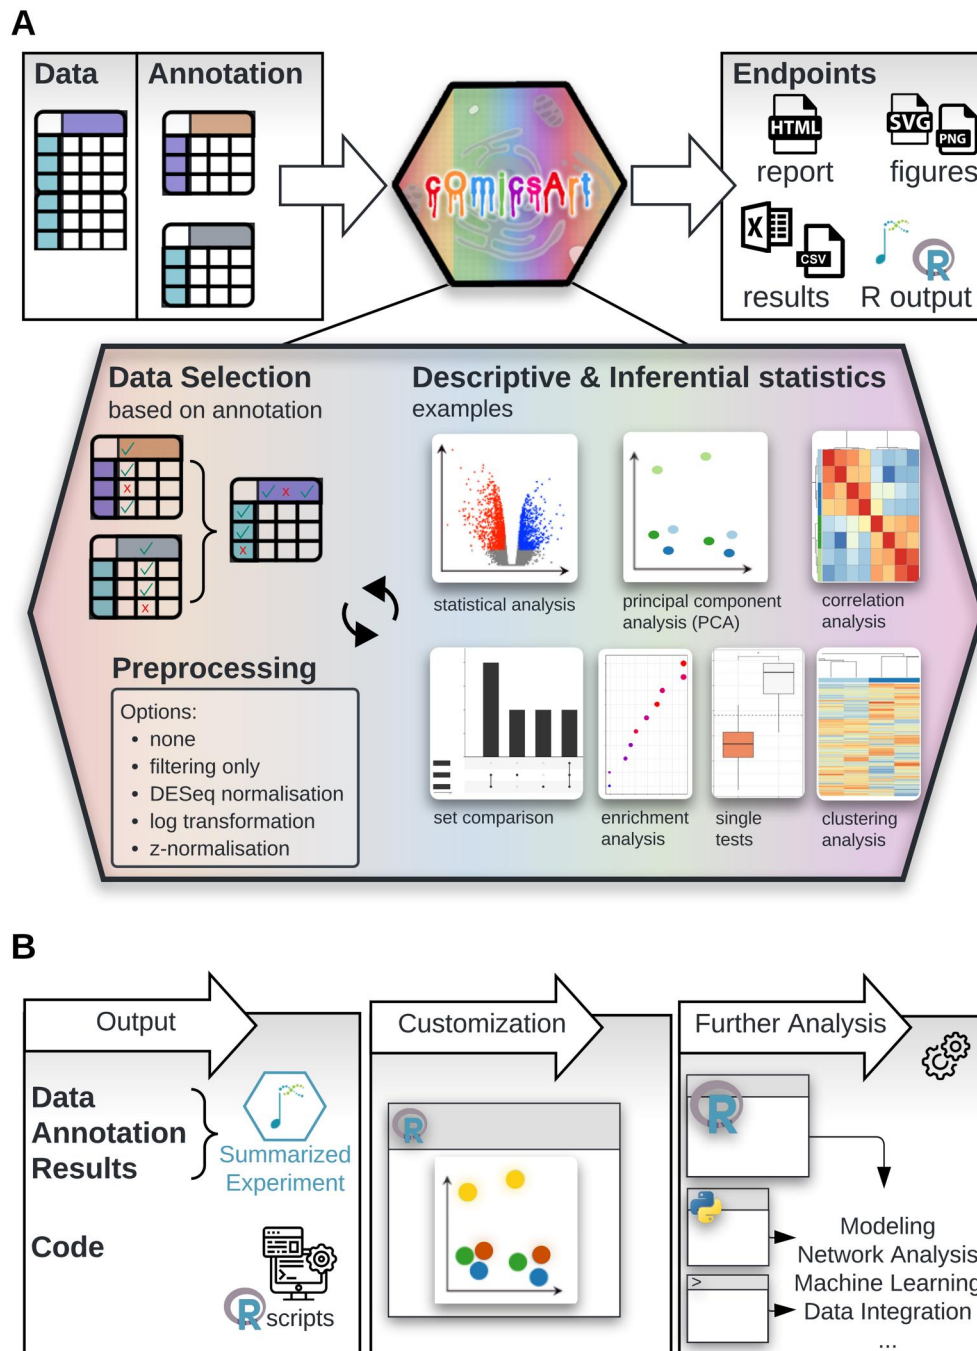 A
Data
Annotation
cOmicsArt
Endpoints
HTML
report
SVG
PNG
figures
X
CSV
results
R
R output
Data Selection
based on annotation
Descriptive & Inferential statistics
examples
statistical analysis
principal component
analysis (PCA)
correlation
analysis
Preprocessing
Options:
• none
• filtering only
• DESeq normalisation
• log transformation
• z-normalisation
set comparison
enrichment
analysis
single
tests
clustering
analysis
B
Output
Data
Annotation
Results
Summarized
Experiment
Code
>_
R scripts
Customization
R
Further Analysis
R
>
Modeling
Network Analysis
Machine Learning
Data Integration
...